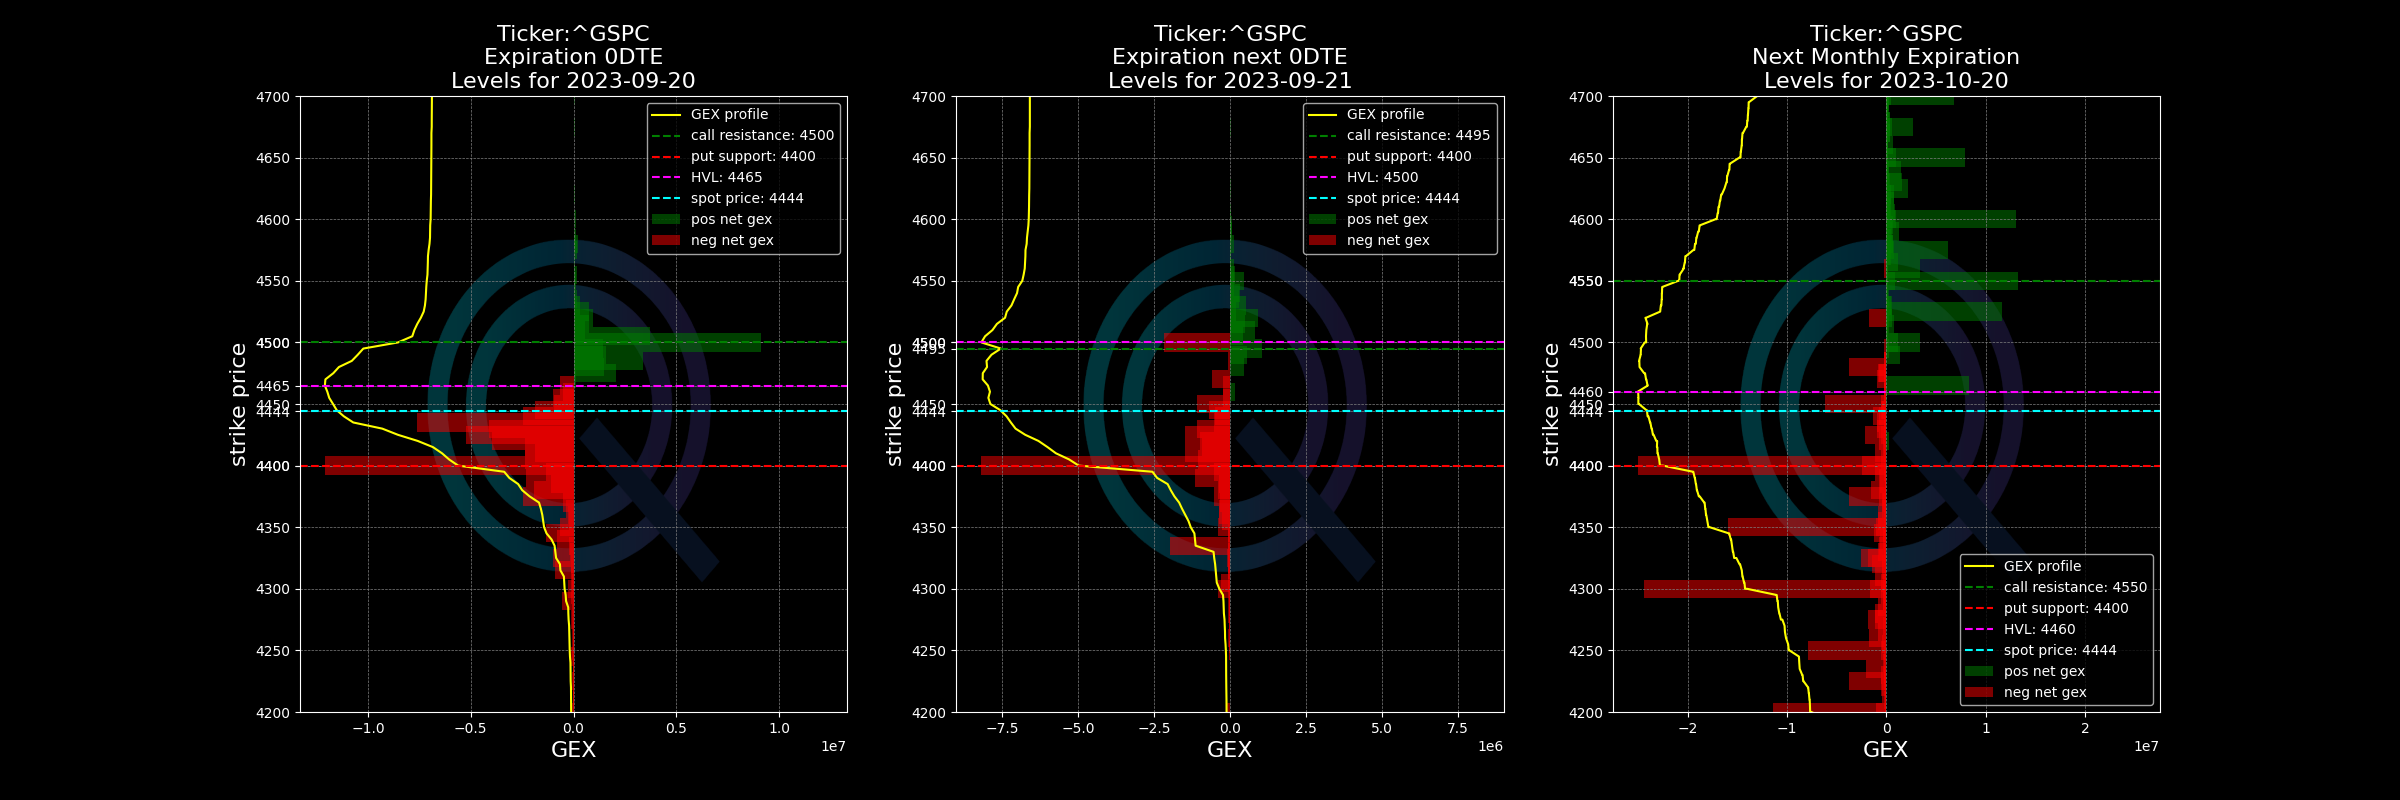 Ticker:^GSPC
Expiration 0DTE
Levels for 2023-09-20
GEX profile
call resistance: 4500
put support: 4400
HVL: 4465
spot price: 4444
pos net gex
neg net gex
4700
4650
4600
4550
4500
4465
4450
4444
4400
4350
4300
4250
4200
strike price
−1.0
−0.5
0.0
0.5
1.0
1e7
GEX
Ticker:^GSPC
Expiration next 0DTE
Levels for 2023-09-21
GEX profile
call resistance: 4495
put support: 4400
HVL: 4500
spot price: 4444
pos net gex
neg net gex
4700
4650
4600
4550
4500
4495
4450
4444
4400
4350
4300
4250
4200
strike price
−7.5
−5.0
−2.5
0.0
2.5
5.0
7.5
1e6
GEX
Ticker:^GSPC
Next Monthly Expiration
Levels for 2023-10-20
4700
4650
4600
4550
4500
4460
4450
4444
4400
4350
4300
4250
4200
strike price
GEX profile
call resistance: 4550
put support: 4400
HVL: 4460
spot price: 4444
pos net gex
neg net gex
−2
−1
0
1
2
1e7
GEX